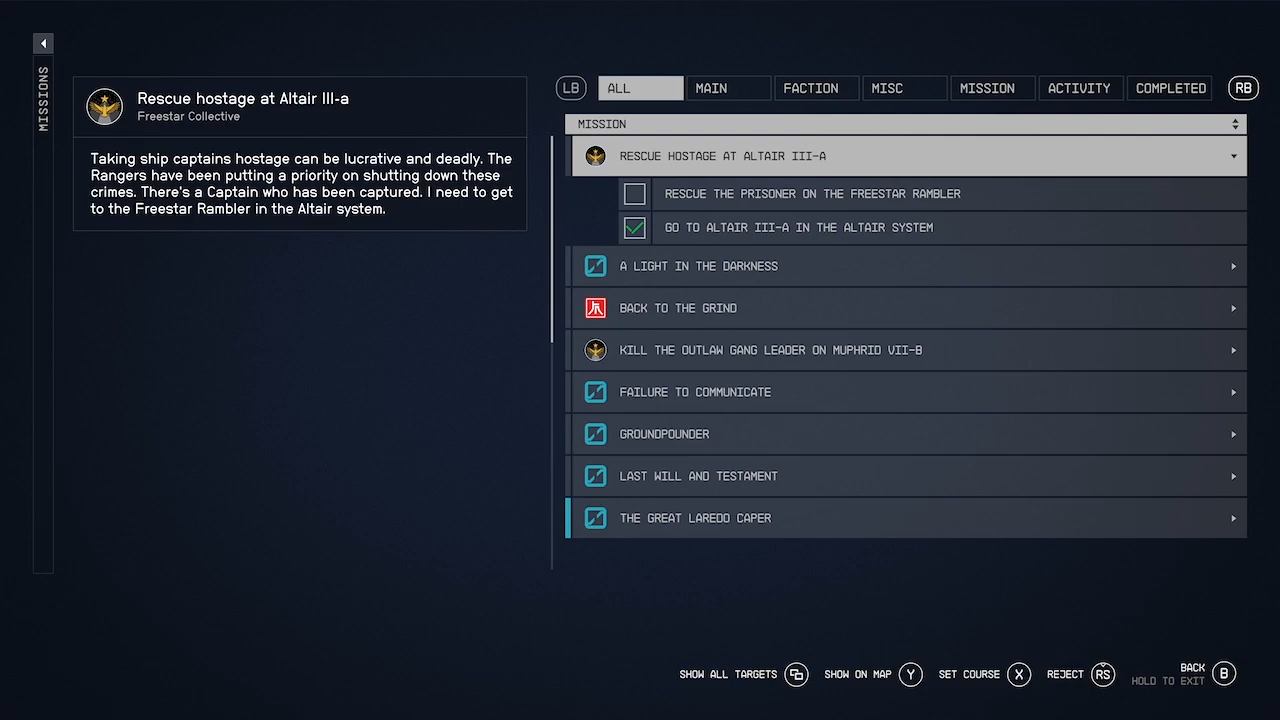 MISSIONS
Rescue hostage at Altair III-a
Freestar Collective
Taking ship captains hostage can be lucrative and deadly. The
Rangers have been putting a priority on shutting down these
crimes. There's a Captain who has been captured. I need to get
to the Freestar Rambler in the Altair system.
LB ALL MAIN FACTION MISC MISSION ACTIVITY COMPLETED RB
MISSION
RESCUE HOSTAGE AT ALTAIR III-A
RESCUE THE PRISONER ON THE FREESTAR RAMBLER
GO TO ALTAIR III-A IN THE ALTAIR SYSTEM
A LIGHT IN THE DARKNESS
BACK TO THE GRIND
KILL THE OUTLAW GANG LEADER ON MUPHRID VII-B
FAILURE TO COMMUNICATE
GROUNDPOUNDER
LAST WILL AND TESTAMENT
THE GREAT LAREDO CAPER
SHOW ALL TARGETS SHOW ON MAP Y SET COURSE X REJECT RS BACK B
HOLD TO EXIT